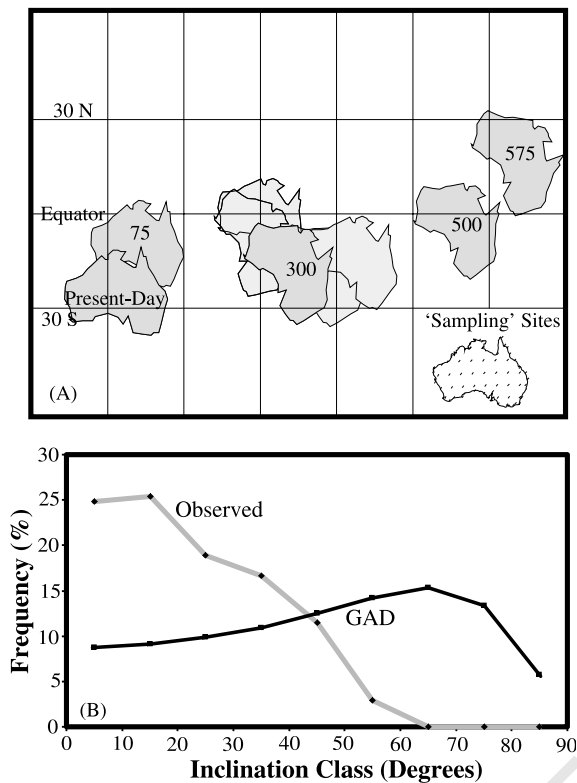 30 N
575
Equator
75
500
300
Present-Day
30 S
'Sampling' Sites
(A)
30
25
20
15
10
5
0
Frequency (%)
Observed
GAD
(B)
0 10 20 30 40 50 60 70 80 90
Inclination Class (Degrees)